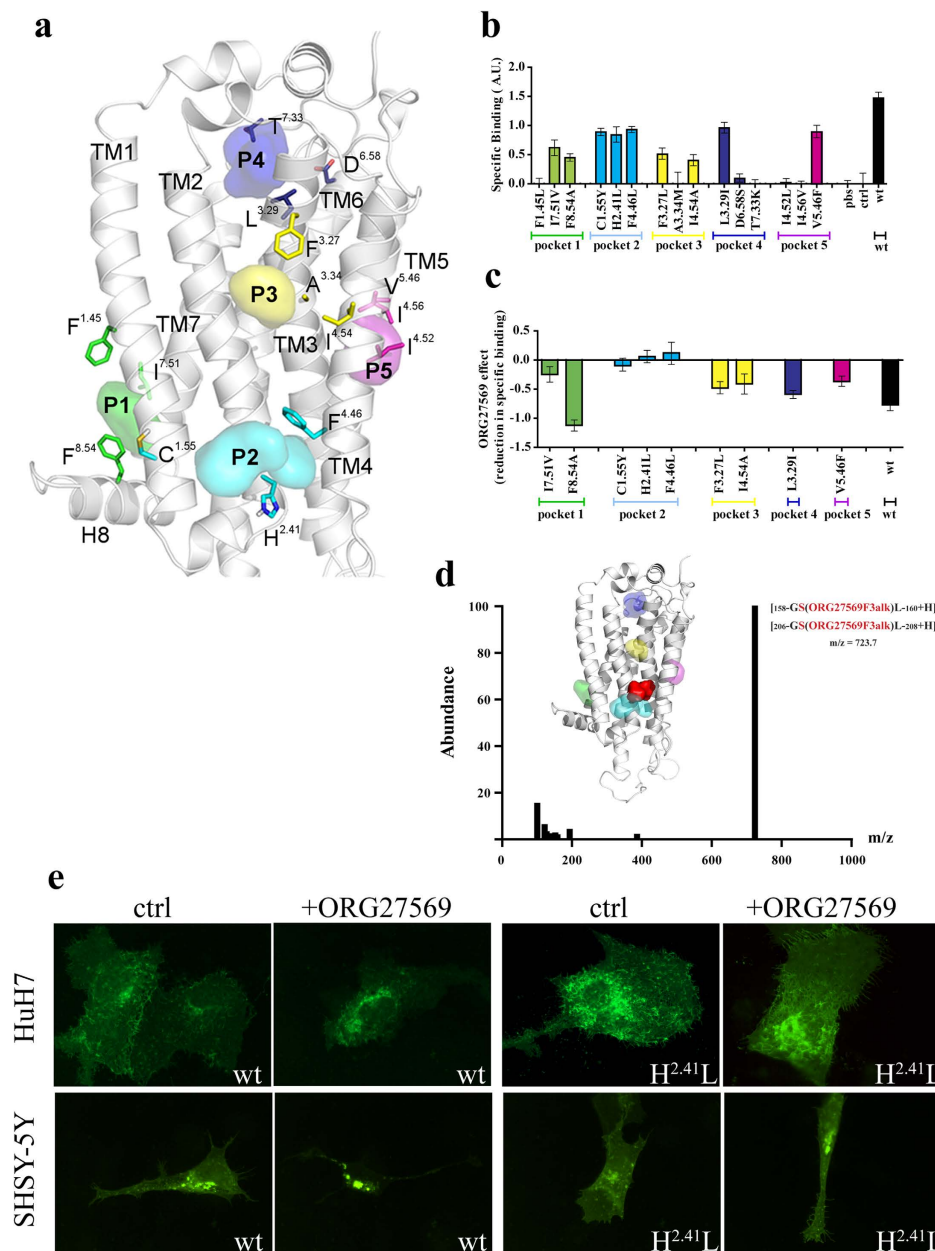 a
T7.33
TM1
P4
TM2
D6.58
TM6
L3.29
F3.27
TM5
A3.34
V5.46
P3
I4.56
F1.45
TM7
TM3
I4.54
I4.52
I7.51
P5
P1
F4.46
F8.54
C1.55
P2
TM4
H8
H2.41
b
Specific Binding ( A.U.)
2.0
1.5
1.0
0.5
0.0
F1.45L
I7.51V
F8.54A
C1.55Y
H2.41L
F4.46L
F3.27L
A3.34M
I4.54A
L3.29I
D6.58S
T7.33K
I4.52L
I4.56V
V5.46F
pbs
ctrl
wt
pocket 1 pocket 2 pocket 3 pocket 4 pocket 5 wt
c
ORG27569 effect
(reduction in specific binding)
0.5
0.0
-0.5
-1.0
-1.5
I7.51V
F8.54A
C1.55Y
H2.41L
F4.46L
F3.27L
I4.54A
L3.29I
V5.46F
wt
pocket 1 pocket 2 pocket 3 pocket 4 pocket 5 wt
d
Abundance
100
80
60
40
20
[158-GS(ORG27569F3alk)L-160+H]
[206-GS(ORG27569F3alk)L-208+H]
m/z = 723.7
m/z
0 200 400 600 800 1000
e
ctrl +ORG27569 ctrl +ORG27569
HuH7
wt wt H2.41L H2.41L
SHSY-5Y
wt wt H2.41L H2.41L